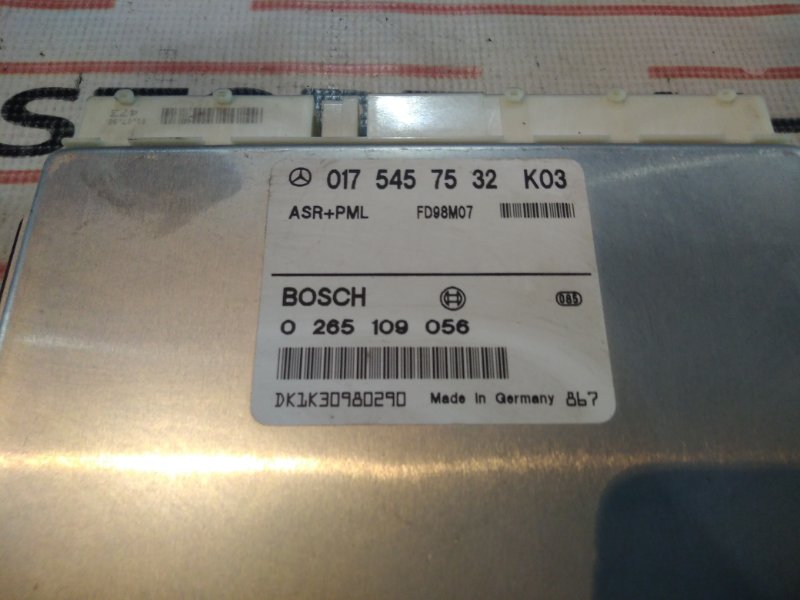 017 545 75 32 K03
ASR+PML FD98M07
BOSCH 085
0 265 109 056
DK1K30980290 Made in Germany 867